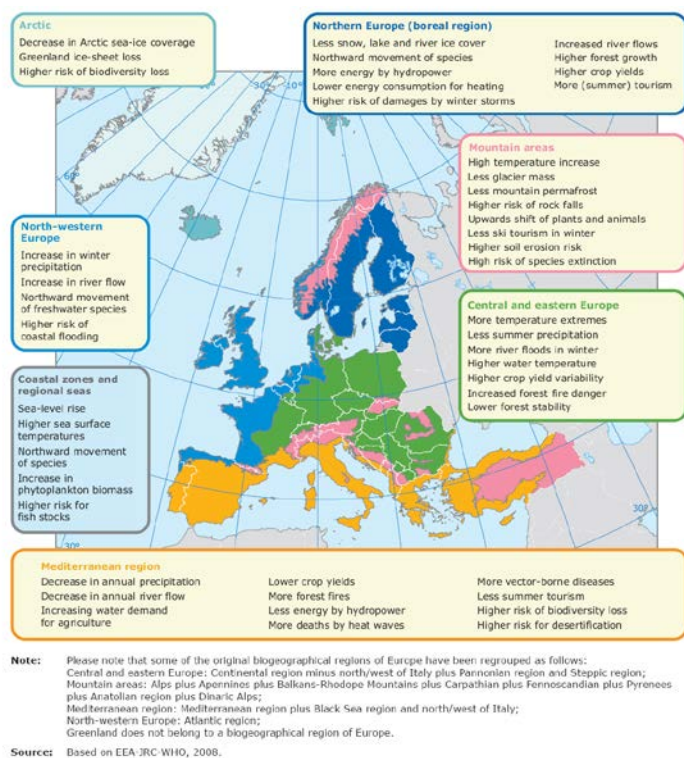 Arctic
Decrease in Arctic sea-ice coverage
Greenland ice-sheet loss
Higher risk of biodiversity loss
Northern Europe (boreal region)
Less snow, lake and river ice cover
Northward movement of species
More energy by hydropower
Lower energy consumption for heating
Higher risk of damages by winter storms
Increased river flows
Higher forest growth
Higher crop yields
More (summer) tourism
Mountain areas
High temperature increase
Less glacier mass
Less mountain permafrost
Higher risk of rock falls
Upwards shift of plants and animals
Less ski tourism in winter
Higher soil erosion risk
High risk of species extinction
North-western
Europe
Increase in winter
precipitation
Increase in river flow
Northward movement
of freshwater species
Higher risk of
coastal flooding
Central and eastern Europe
More temperature extremes
Less summer precipitation
More river floods in winter
Higher water temperature
Higher crop yield variability
Increased forest fire danger
Lower forest stability
Coastal zones and
regional seas
Sea-level rise
Higher sea surface
temperatures
Northward movement
of species
Increase in
phytoplankton biomass
Higher risk for
fish stocks
30°
30°
Mediterranean region
Decrease in annual precipitation
Decrease in annual river flow
Increasing water demand
for agriculture
Lower crop yields
More forest fires
Less energy by hydropower
More deaths by heat waves
More vector-borne diseases
Less summer tourism
Higher risk of biodiversity loss
Higher risk for desertification
Note: Please note that some of the original biogeographical regions of Europe have been regrouped as follows:
Central and eastern Europe: Continental region minus north/west of Italy plus Pannonian region and Steppic region;
Mountain areas: Alps plus Apennines plus Balkans-Rhodope Mountains plus Carpathian plus Fennoscandian plus Pyrenees
plus Anatolian region plus Dinaric Alps;
Mediterranean region: Mediterranean region plus Black Sea region and north/west of Italy;
North-western Europe: Atlantic region;
Greenland does not belong to a biogeographical region of Europe.
Source: Based on EEA-JRC-WHO, 2008.